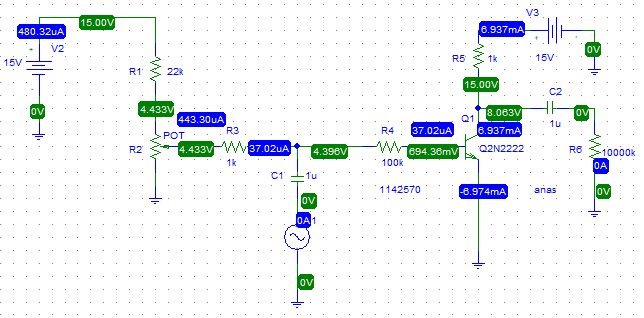 V3
480.32uA
15.00V
6.937mA
V2
0V
15V
R5
1k
15V
R1
22k
15.00V
0V
C2
4.433V
443.30uA
Q1
8.063V
0V
POT
R3
37.02uA
R4
37.02uA
6.937mA
1u
R2
4.433V
37.02uA
4.396V
694.36mV
Q2N2222
R6
10000k
1k
100k
0A
C1
1u
1142570
-6.974mA
anas
0V
0V
0A
1
0V